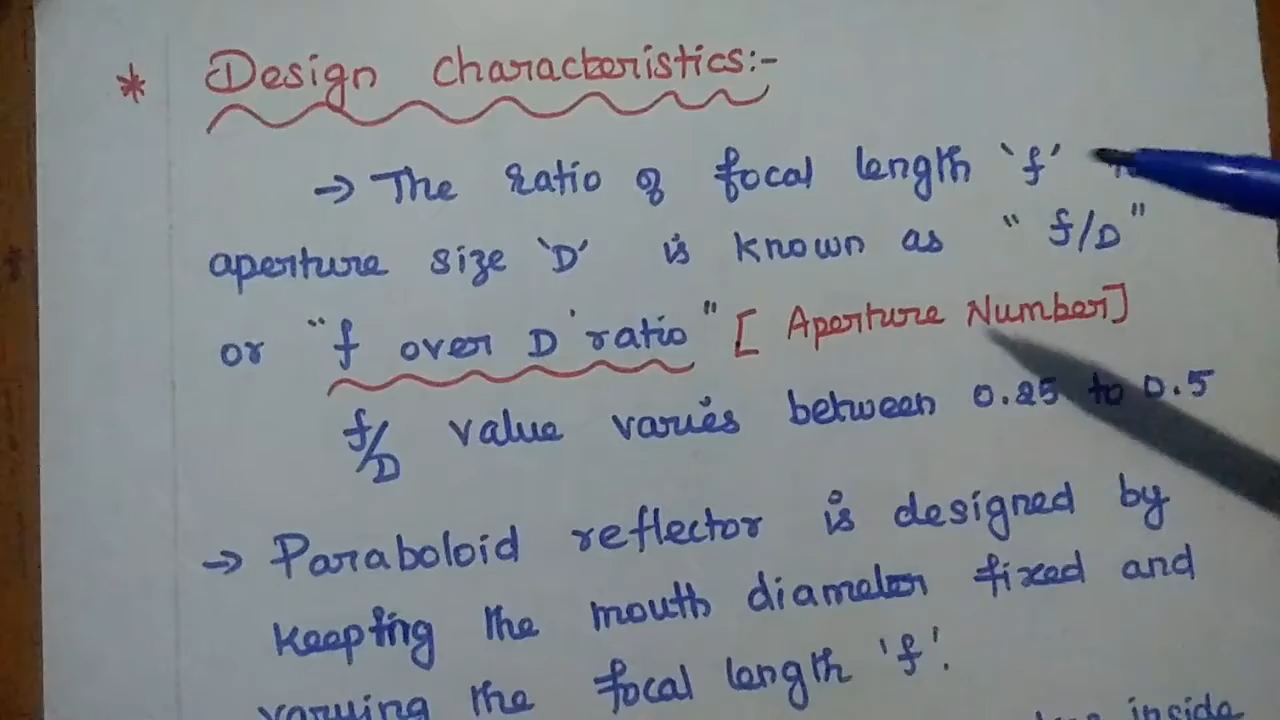 * Design characteristics:-
→ The ratio of focal length 'f'
aperture size 'D' is known as "f/D"
or "f over D ratio" [Aperture Number]
f/D value varies between 0.25 to 0.5
→ Paraboloid reflector is designed by
keeping the mouth diameter fixed and
varying the focal length 'f'.
inside